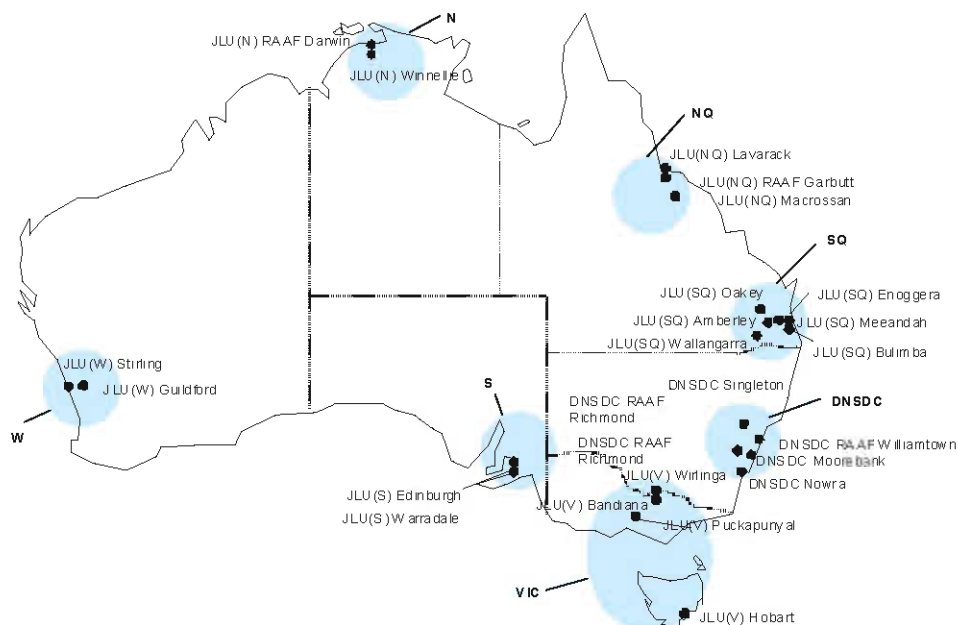 N
JLU(N) RAAF Darwin
JLU(N) Winnellie
NQ
JLU(NQ) Lavarack
JLU(NQ) RAAF Garbutt
JLU(NQ) Macrossan
SQ
JLU(SQ) Oakey
JLU(SQ) Enoggera
JLU(SQ) Amberley
JLU(SQ) Meeandah
JLU(SQ) Wallangarra
JLU(SQ) Bulimba
JLU(W) Stirling
JLU(W) Guildford
W
S
DNSDC Singleton
DNSDC RAAF
Richmond
DNSDC
DNSDC RAAF
Richmond
DNSDC RAAF Williamtown
DNSDC Moorebank
DNSDC Nowra
JLU(V) Wirlinga
JLU(S) Edinburgh
JLU(V) Bandiana
JLU(S) Warradale
JLU(V) Puckapunyal
VIC
JLU(V) Hobart